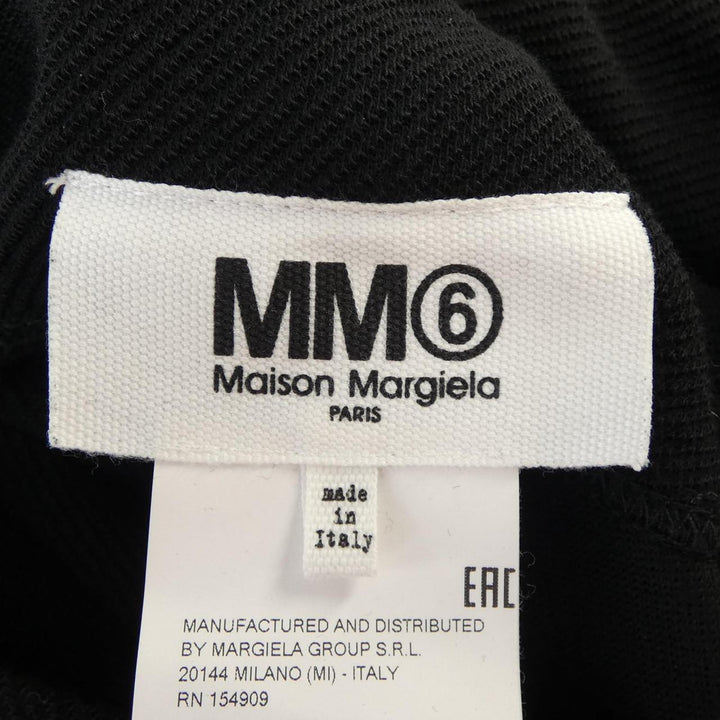 MM⑥
Maison Margiela
PARIS
made
in
Italy
EAC
MANUFACTURED AND DISTRIBUTED
BY MARGIELA GROUP S.R.L.
20144 MILANO (MI) - ITALY
RN 154909